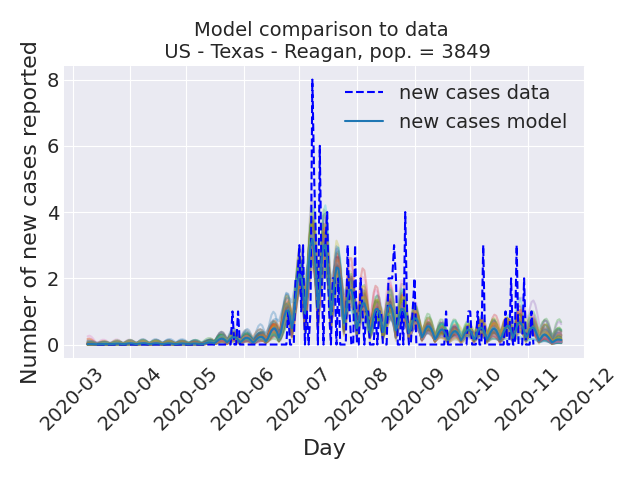 Model comparison to data
US - Texas - Reagan, pop. = 3849
Number of new cases reported
8
6
4
2
0
new cases data
new cases model
2020-03
2020-04
2020-05
2020-06
2020-07
2020-08
2020-09
2020-10
2020-11
2020-12
Day